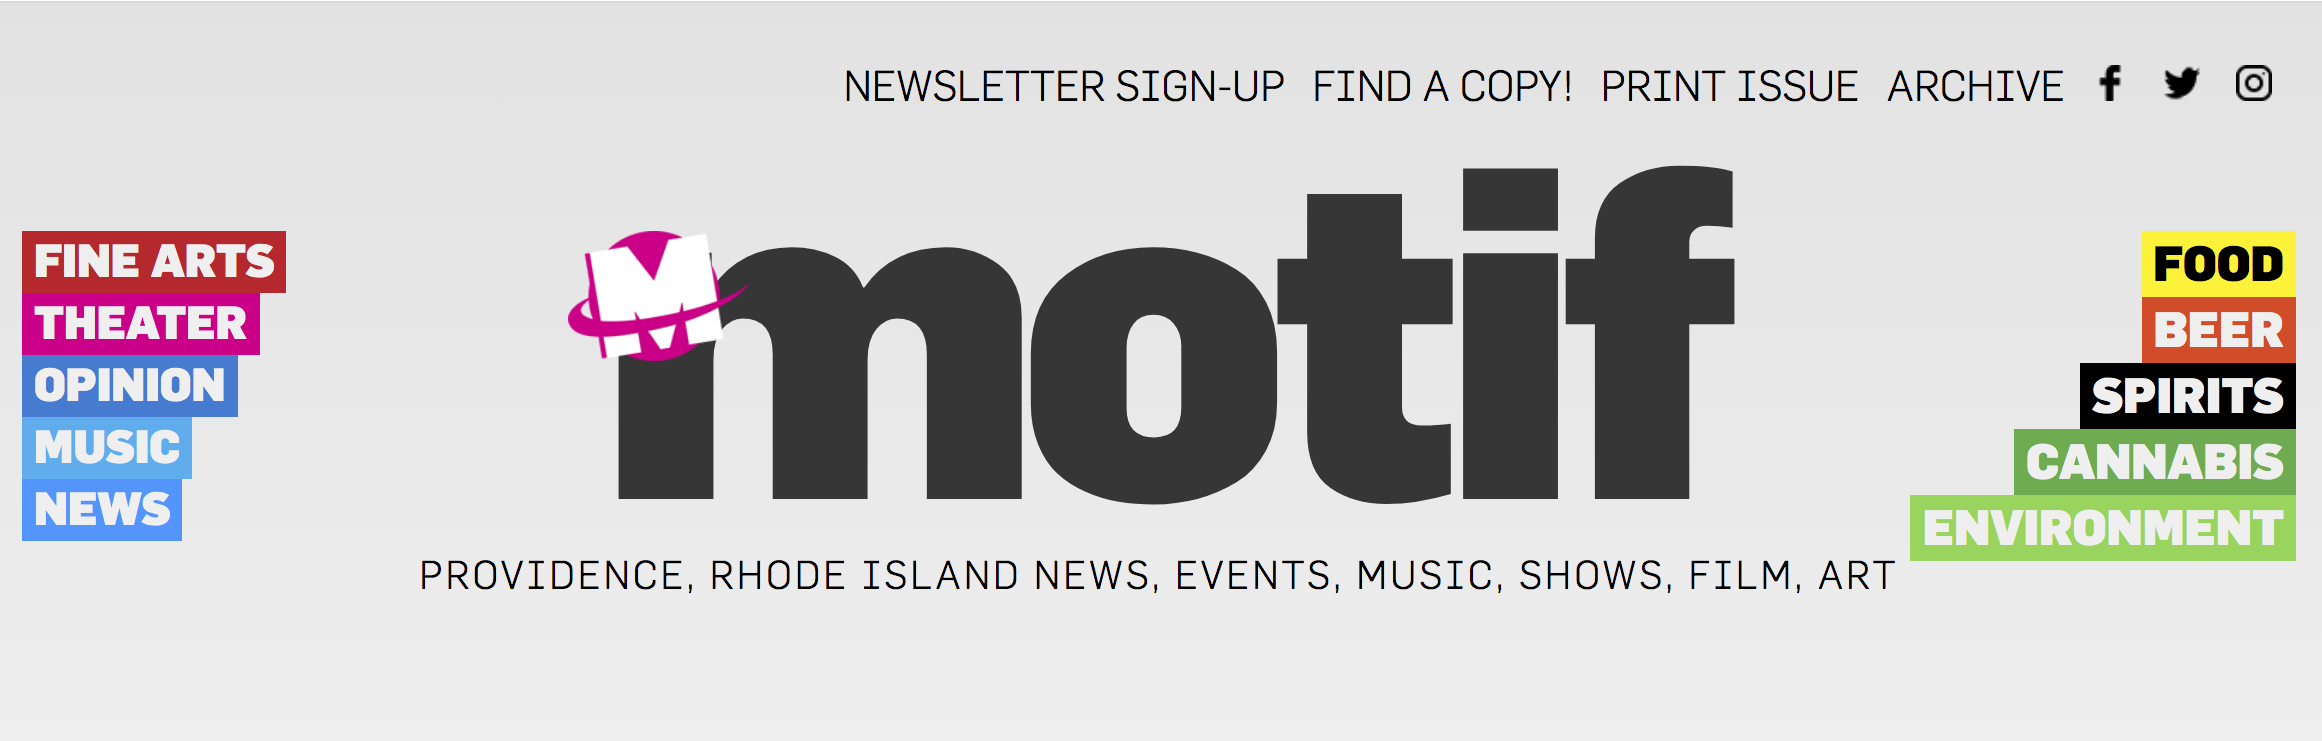 NEWSLETTER SIGN-UP FIND A COPY! PRINT ISSUE ARCHIVE
M
motif
FINE ARTS
THEATER
OPINION
MUSIC
NEWS
FOOD
BEER
SPIRITS
CANNABIS
ENVIRONMENT
PROVIDENCE, RHODE ISLAND NEWS, EVENTS, MUSIC, SHOWS, FILM, ART